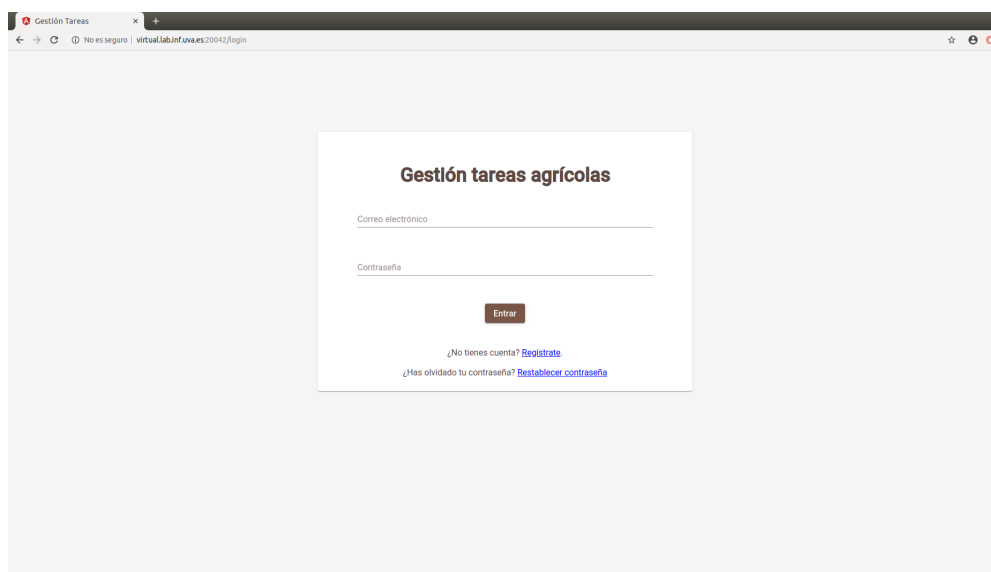 Gestión Tareas
No es seguro | virtual.lab.inf.uva.es:20042/login
Gestión tareas agrícolas
Correo electrónico
Contraseña
Entrar
¿No tienes cuenta? Regístrate.
¿Has olvidado tu contraseña? Restablecer contraseña